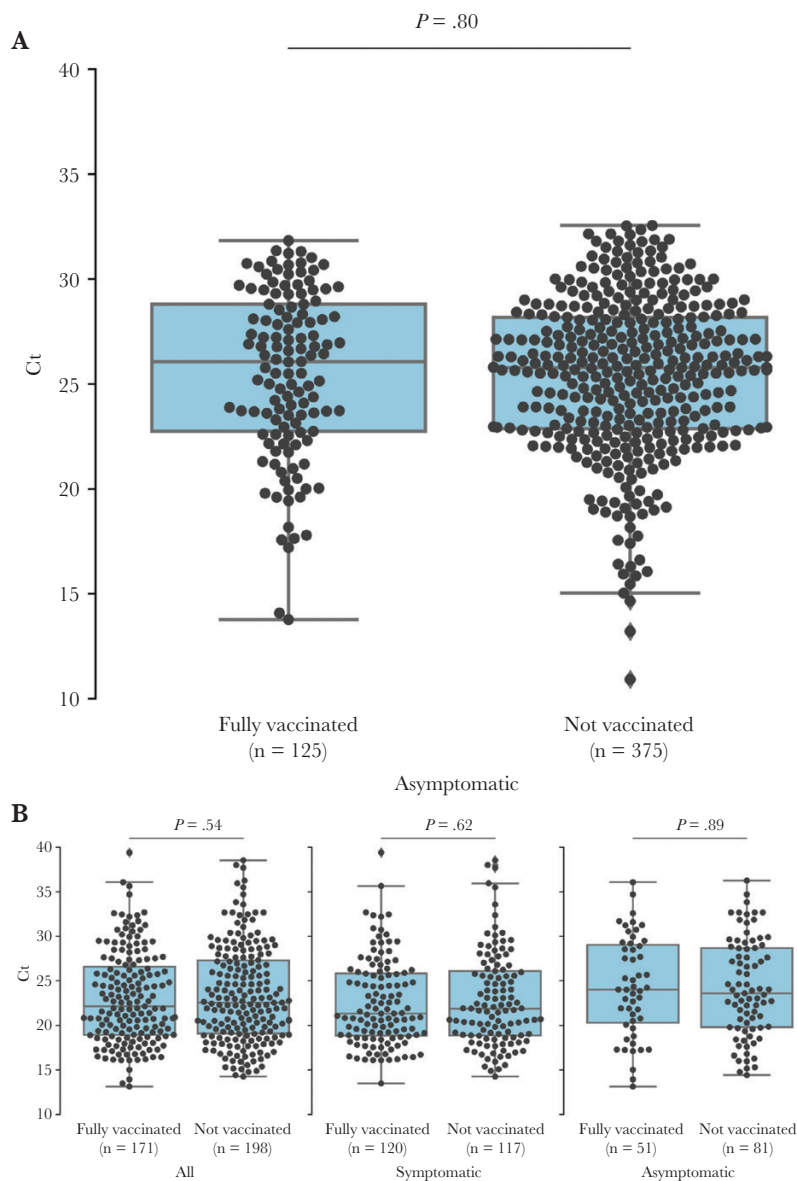 A
P = .80
40
35
30
25
20
15
10
Ct
Fully vaccinated
(n = 125)
Not vaccinated
(n = 375)
Asymptomatic
B
P = .54
P = .62
P = .89
40
35
30
25
20
15
10
Ct
Fully vaccinated
(n = 171)
Not vaccinated
(n = 198)
Fully vaccinated
(n = 120)
Not vaccinated
(n = 117)
Fully vaccinated
(n = 51)
Not vaccinated
(n = 81)
All
Symptomatic
Asymptomatic